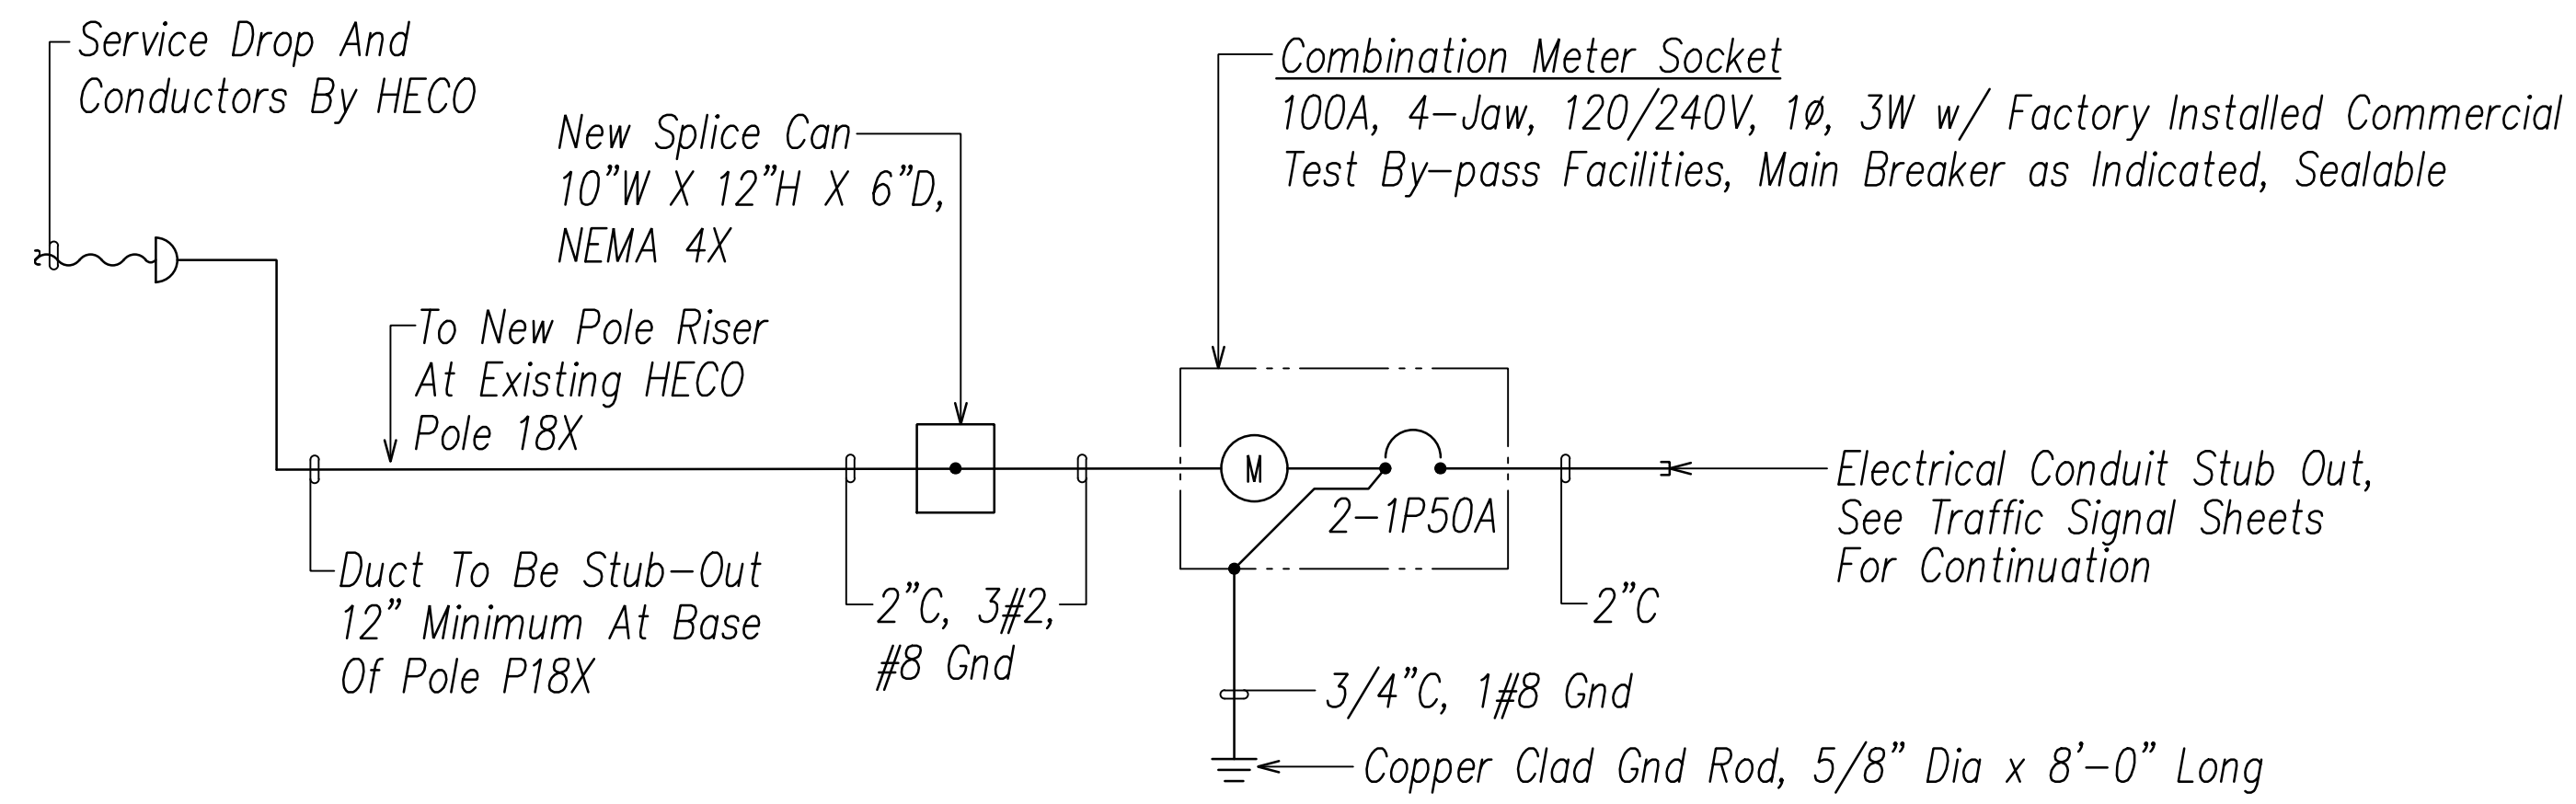 Service Drop And
Conductors By HECO
New Splice Can
10"W X 12"H X 6"D,
NEMA 4X
Combination Meter Socket
100A, 4-Jaw, 120/240V, 1ø, 3W w/ Factory Installed Commercial
Test By-pass Facilities, Main Breaker as Indicated, Sealable
To New Pole Riser
At Existing HECO
Pole 18X
M
2-1P50A
Electrical Conduit Stub Out,
See Traffic Signal Sheets
For Continuation
Duct To Be Stub-Out
12" Minimum At Base
Of Pole P18X
2"C, 3#2,
#8 Gnd
2"C
3/4"C, 1#8 Gnd
Copper Clad Gnd Rod, 5/8" Dia x 8'-0" Long